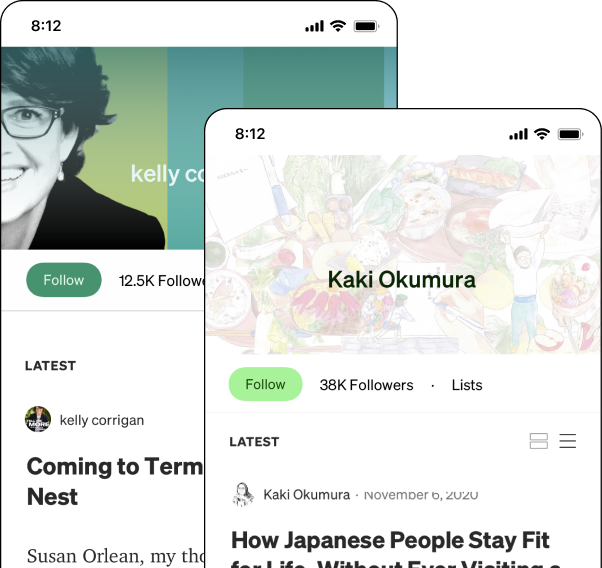 8:12
kelly co
Follow
12.5K Followe
LATEST
kelly corrigan
Coming to Term
Nest
Susan Orlean, my tho
8:12
Kaki Okumura
Follow
38K Followers · Lists
LATEST
Kaki Okumura · November 6, 2020
How Japanese People Stay Fit
for Life, Without Ever Visiting a